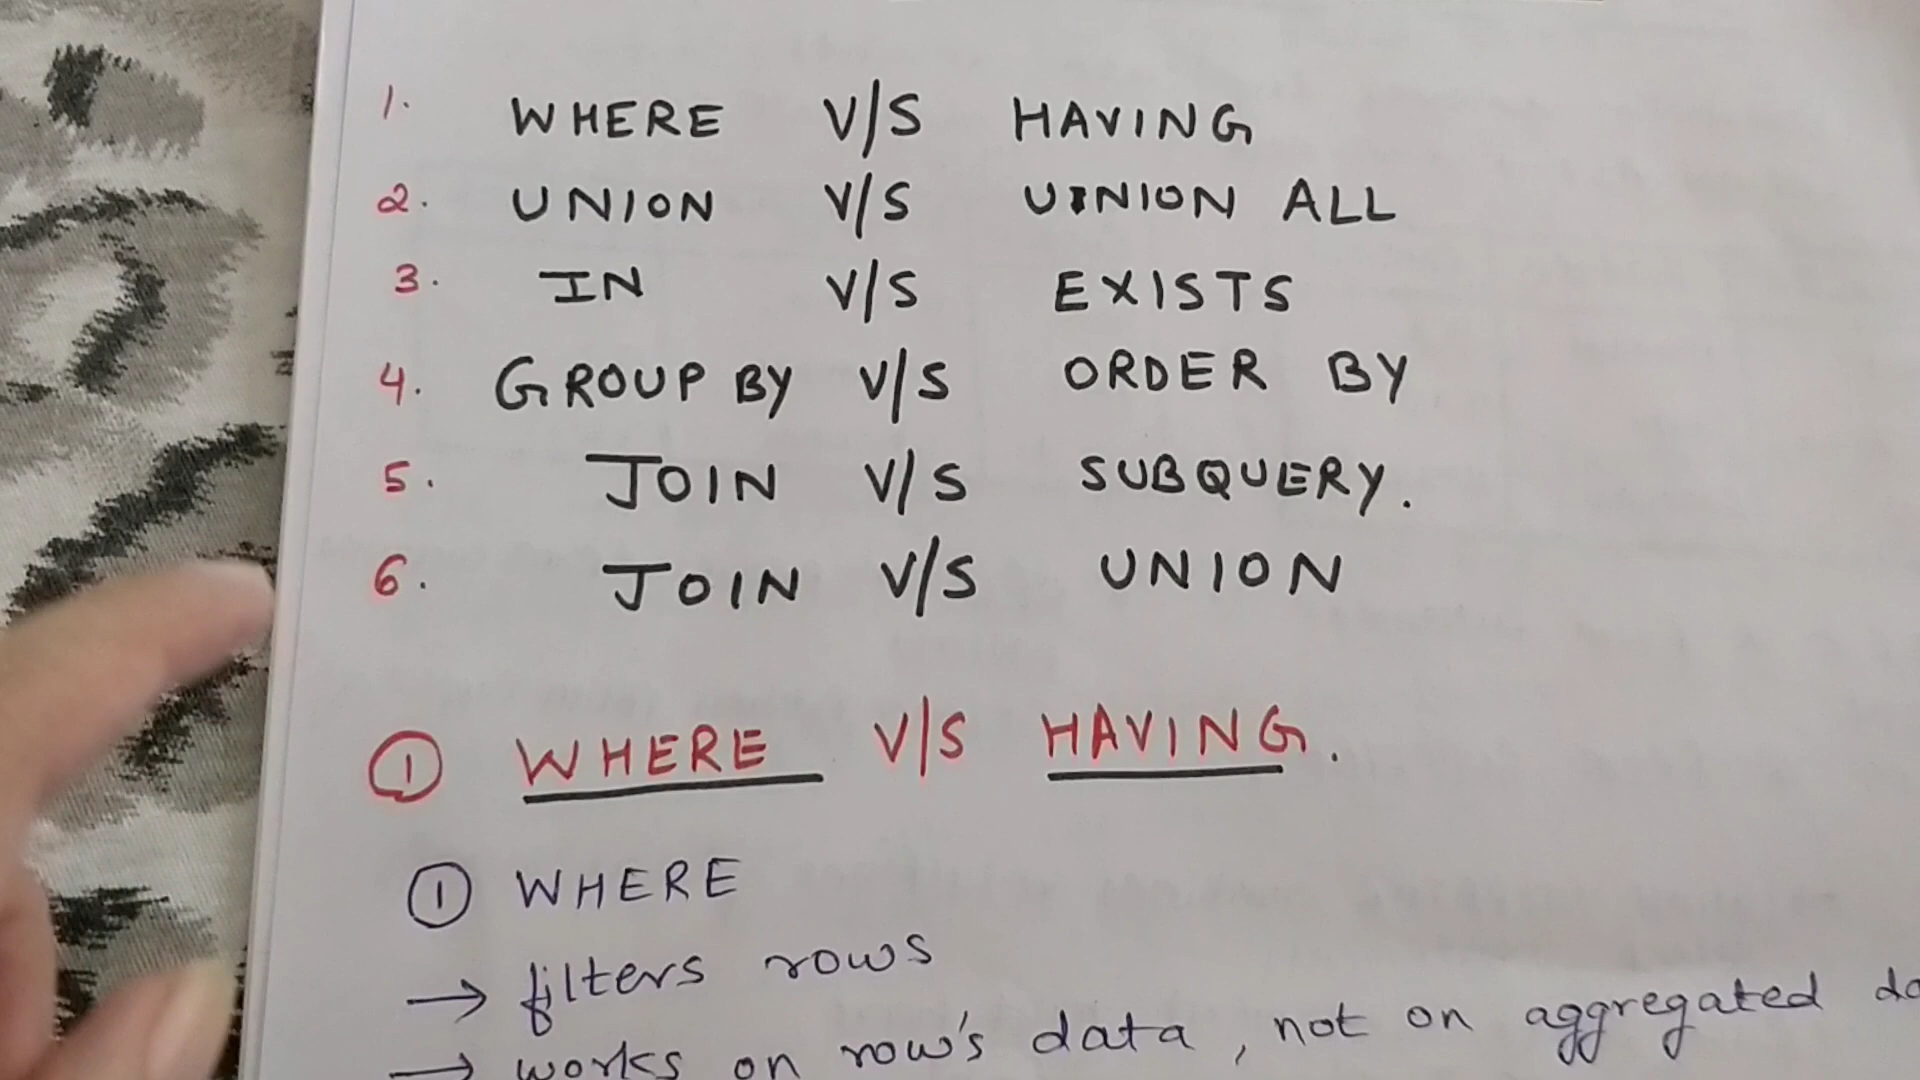 1. WHERE V/S HAVING
2. UNION V/S UNION ALL
3. IN V/S EXISTS
4. GROUP BY V/S ORDER BY
5. JOIN V/S SUBQUERY.
6. JOIN V/S UNION
① WHERE V/S HAVING.
① WHERE
→ filters rows
→ works on row's data, not on aggregated